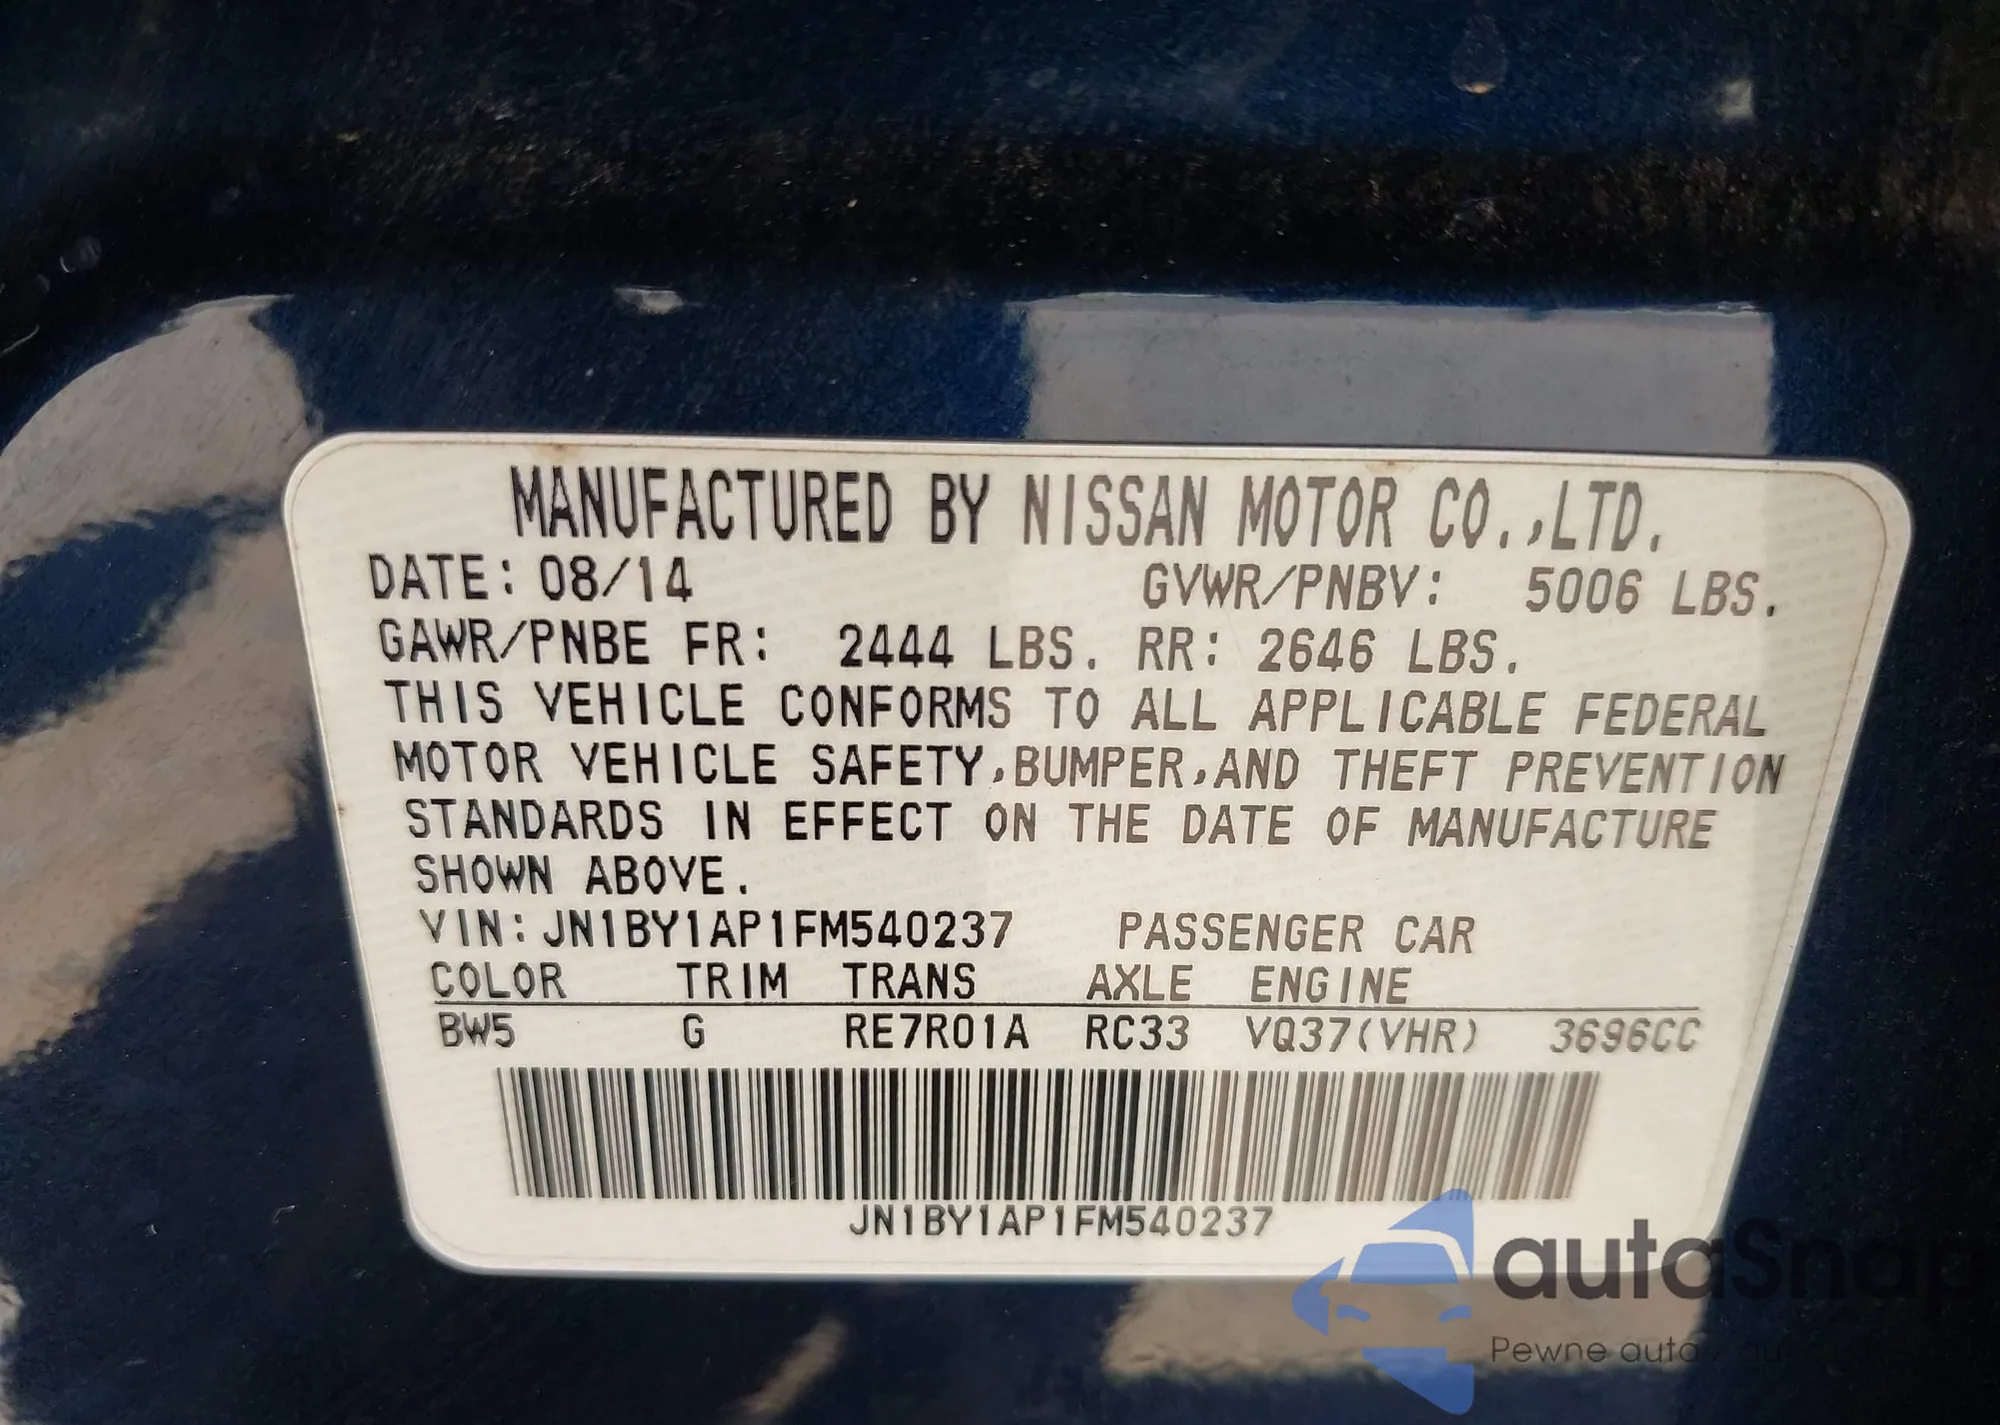 MANUFACTURED BY NISSAN MOTOR CO.,LTD.
DATE: 08/14 GVWR/PNBV: 5006 LBS.
GAWR/PNBE FR: 2444 LBS. RR: 2646 LBS.
THIS VEHICLE CONFORMS TO ALL APPLICABLE FEDERAL
MOTOR VEHICLE SAFETY,BUMPER,AND THEFT PREVENTION
STANDARDS IN EFFECT ON THE DATE OF MANUFACTURE
SHOWN ABOVE.
VIN:JN1BY1AP1FM540237 PASSENGER CAR
COLOR TRIM TRANS AXLE ENGINE
BW5 G RE7R01A RC33 VQ37(VHR) 3696CC
JN1BY1AP1FM540237
autaSnap
Pewne auta